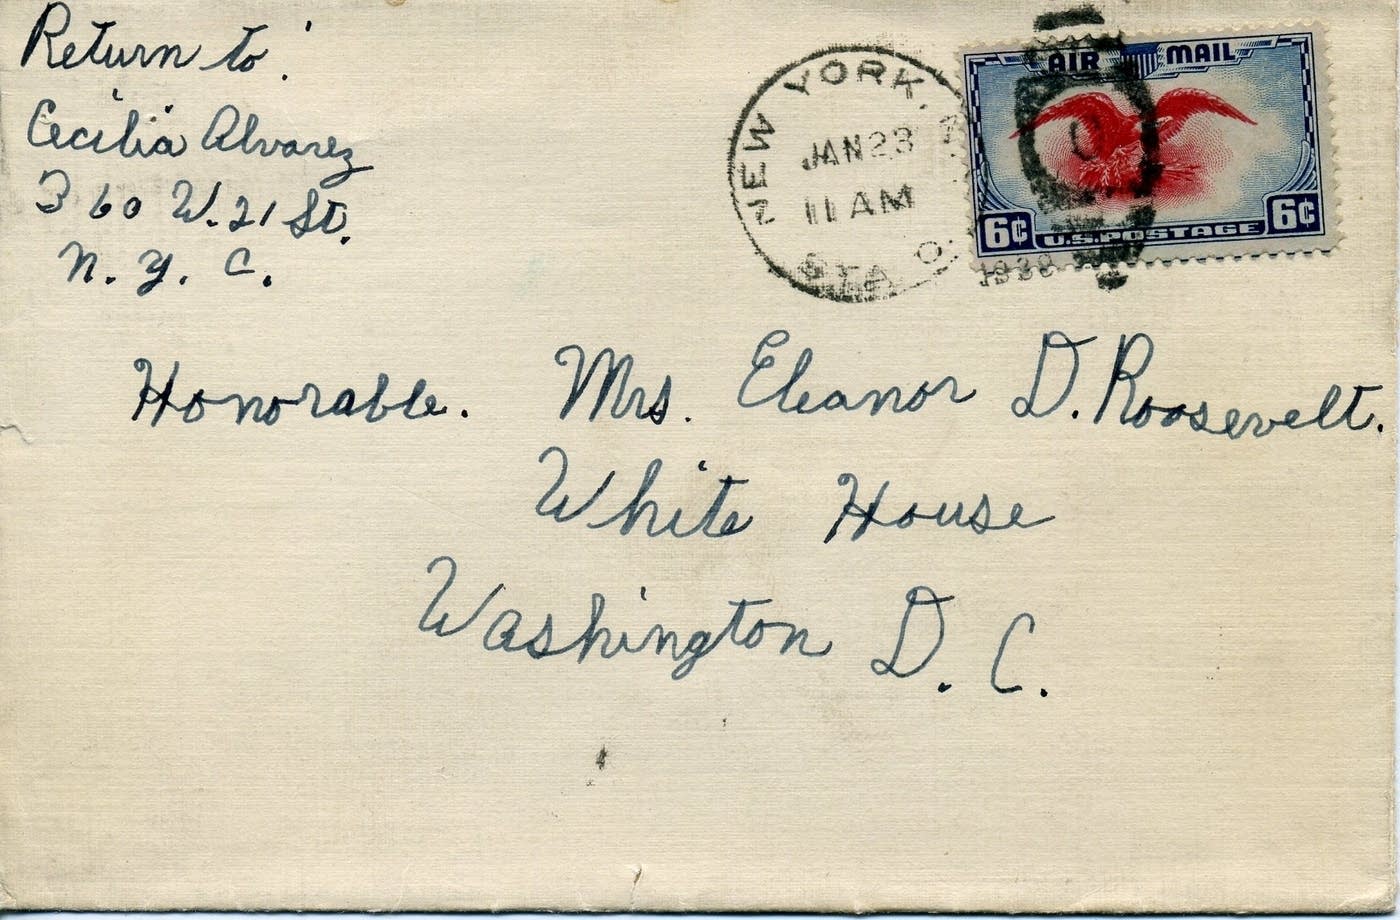 Return to
Cecilia Alvarez
360 W. 21 St.
N. Y. C.
NEW YORK, N.
JAN 23
11 AM
STA O.
AIR MAIL
6¢ U.S. POSTAGE 6¢
Honorable. Mrs. Eleanor D. Roosevelt.
White House
Washington D. C.